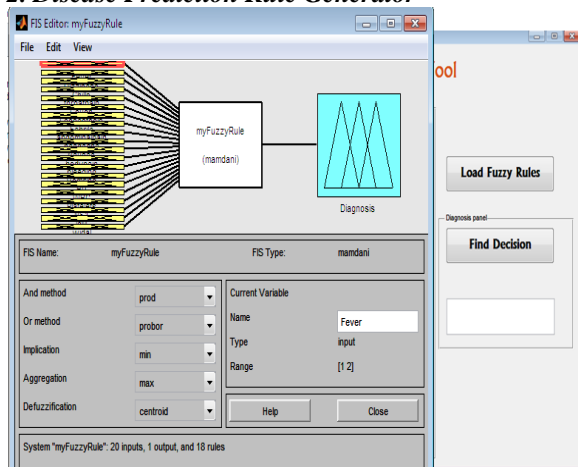 2. Disease Prediction Rule Generator
FIS Editor: myFuzzyRule
File Edit View
myFuzzyRule
(mamdani)
Diagnosis
FIS Name: myFuzzyRule FIS Type: mamdani
And method prod
Or method probor
Implication min
Aggregation max
Defuzzification centroid
Current Variable
Name Fever
Type input
Range [1 2]
Help Close
System "myFuzzyRule": 20 inputs, 1 output, and 18 rules
ool
Load Fuzzy Rules
Diagnosis panel
Find Decision